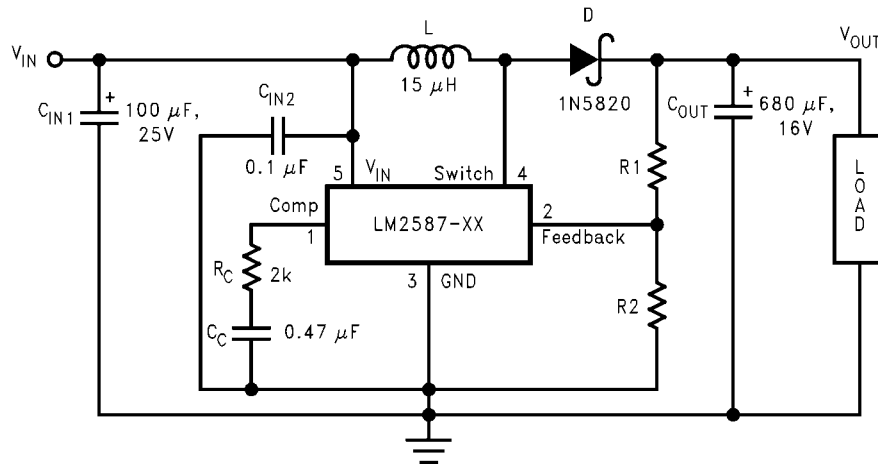 V_IN
L
15 µH
D
1N5820
V_OUT
C_IN1
+
100 µF,
25V
C_IN2
0.1 µF
C_OUT
+
680 µF,
16V
5
V_IN
Switch
4
R1
LOAD
Comp
1
LM2587-XX
2
Feedback
R_C
2k
3
GND
R2
C_C
0.47 µF